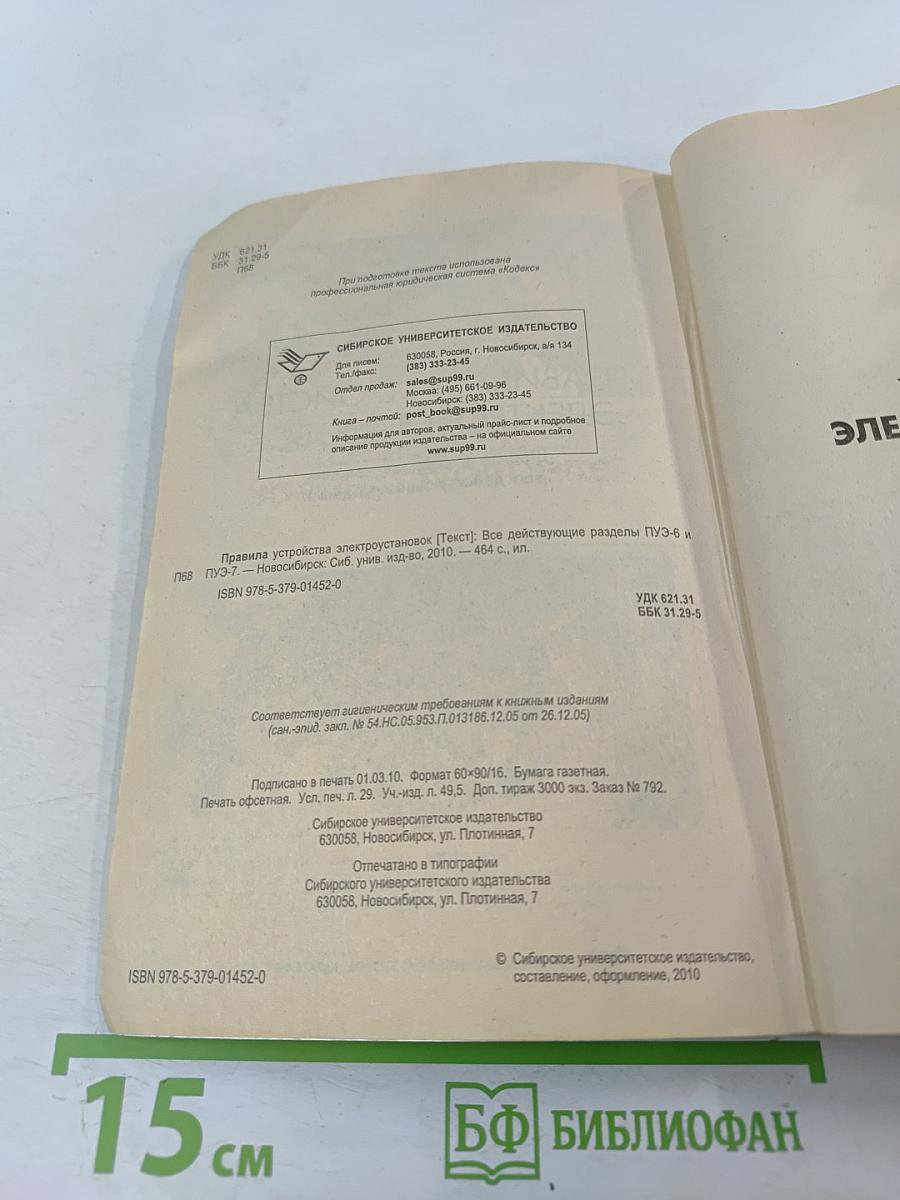 УДК 621.31
ББК 31.29-5
П68
При подготовке текста использована
профессиональная юридическая система «Кодекс»
СИБИРСКОЕ УНИВЕРСИТЕТСКОЕ ИЗДАТЕЛЬСТВО
Для писем: 630058, Россия, г. Новосибирск, а/я 134
Тел./факс: (383) 333-23-45
Отдел продаж: sales@sup99.ru
Москва: (495) 661-09-96
Новосибирск: (383) 333-23-45
Книга – почтой: post_book@sup99.ru
Информация для авторов, актуальный прайс-лист и подробное
описание продукции издательства – на официальном сайте
www.sup99.ru
Правила устройства электроустановок [Текст]: Все действующие разделы ПУЭ-6 и
П68 ПУЭ-7. — Новосибирск: Сиб. унив. изд-во, 2010. — 464 с., ил.
ISBN 978-5-379-01452-0
УДК 621.31
ББК 31.29-5
Соответствует гигиеническим требованиям к книжным изданиям
(сан.-эпид. закл. № 54.НС.05.953.П.013186.12.05 от 26.12.05)
Подписано в печать 01.03.10. Формат 60×90/16. Бумага газетная.
Печать офсетная. Усл. печ. л. 29. Уч.-изд. л. 49,5. Доп. тираж 3000 экз. Заказ № 792.
Сибирское университетское издательство
630058, Новосибирск, ул. Плотинная, 7
Отпечатано в типографии
Сибирского университетского издательства
630058, Новосибирск, ул. Плотинная, 7
ISBN 978-5-379-01452-0
© Сибирское университетское издательство,
составление, оформление, 2010
ЭЛЕ
15 см
БФ БИБЛИОФАН